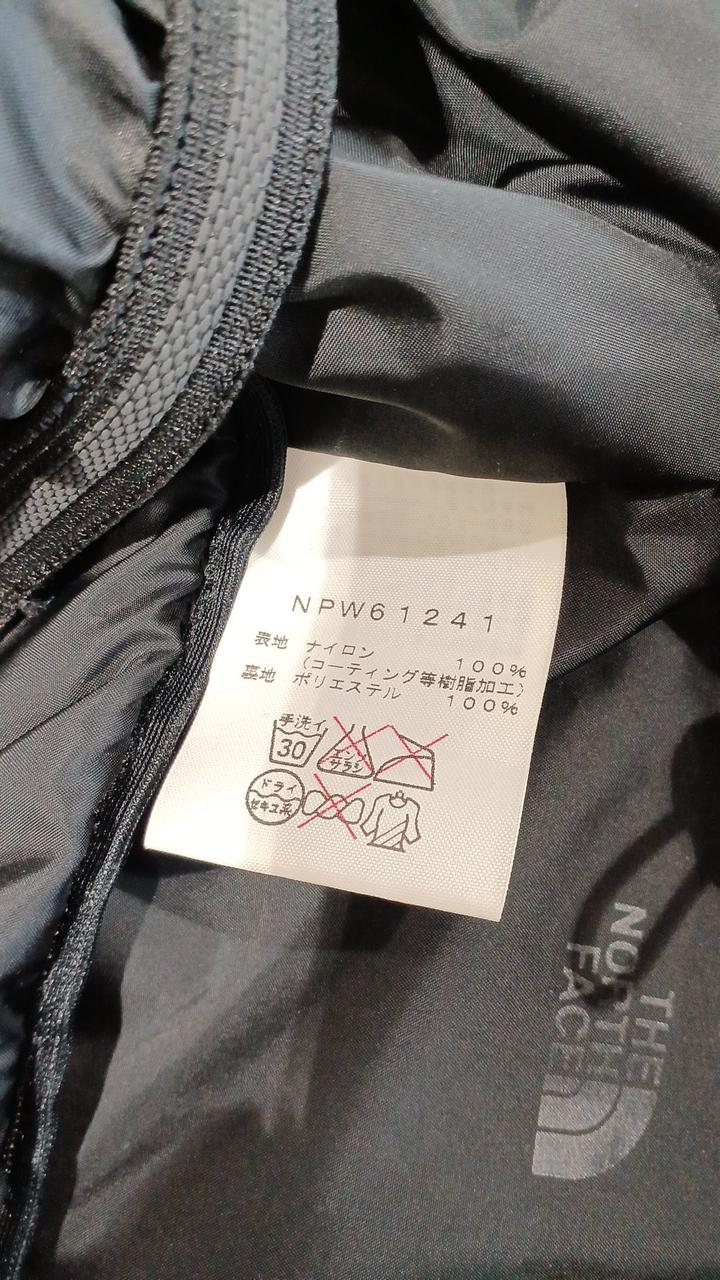 NPW61241
表地 ナイロン 100%
(コーティング等樹脂加工)
裏地 ポリエステル 100%
手洗イ
30
エンソ
サラシ
ドライ
セキユ系
THE
NORTH
FACE